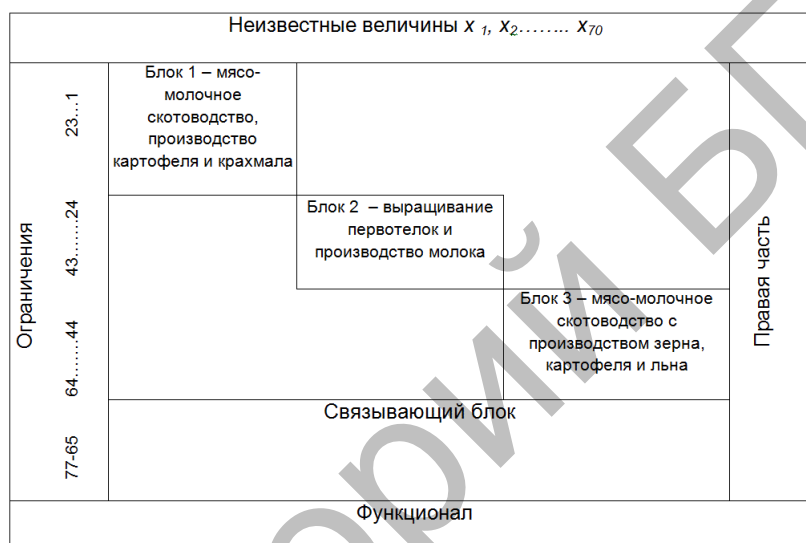 Неизвестные величины x 1, x2…….. x70
Ограничения
23…1
Блок 1 – мясо-
молочное
скотоводство,
производство
картофеля и крахмала
Правая часть
43………24
Блок 2 – выращивание
первотелок и
производство молока
64…….44
Блок 3 – мясо-молочное
скотоводство с
производством зерна,
картофеля и льна
77-65
Связывающий блок
Функционал